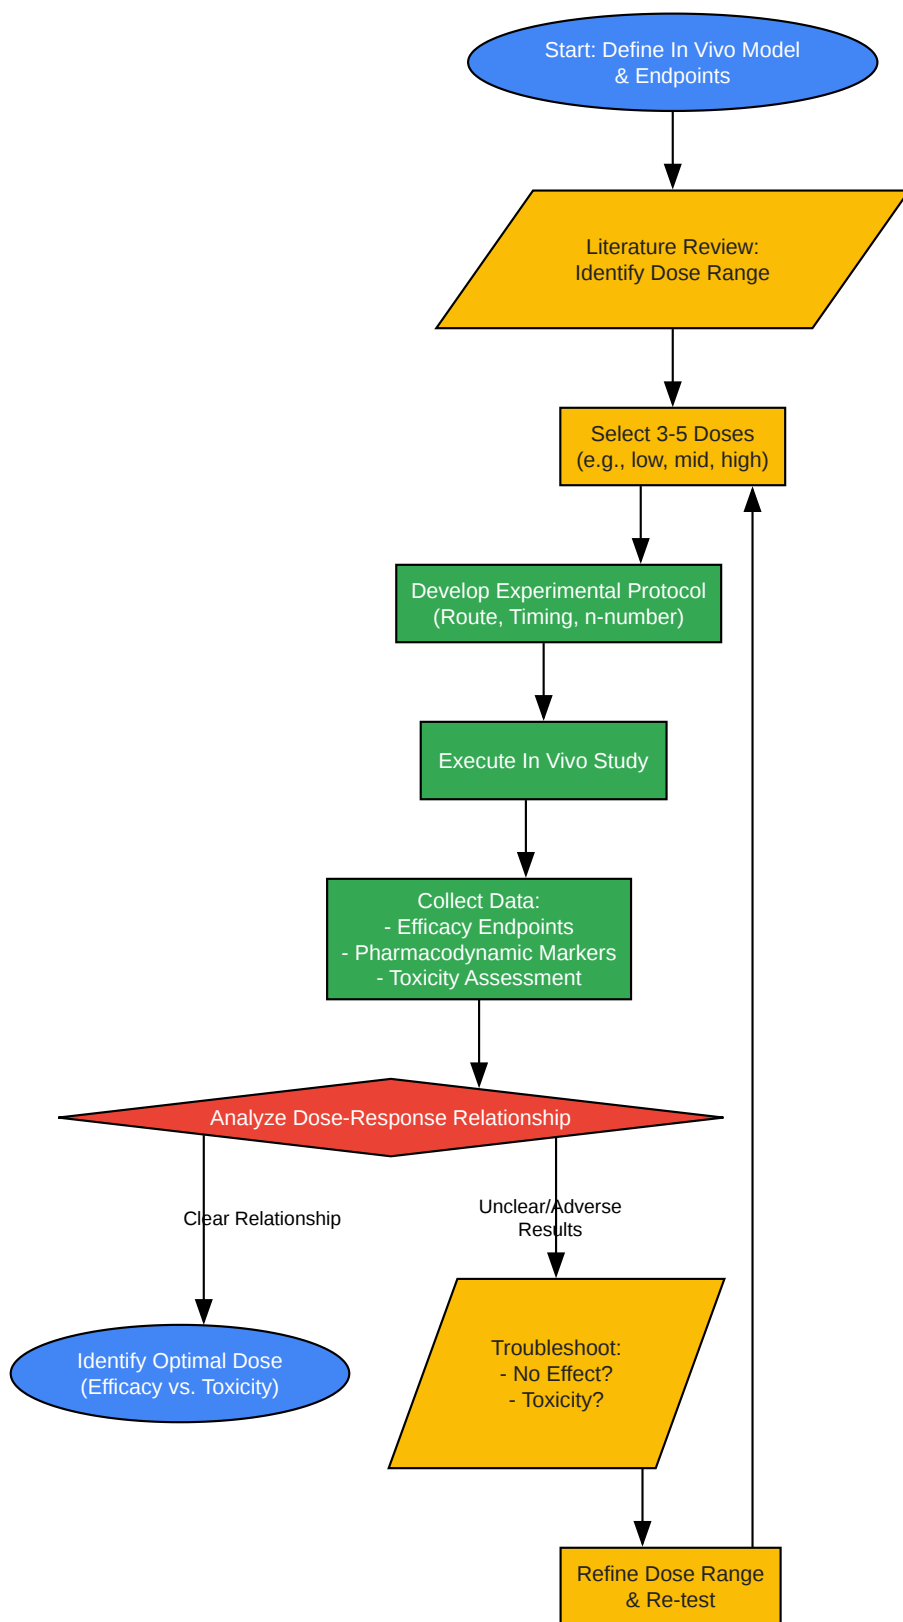 Start: Define In Vivo Model
& Endpoints
Literature Review:
Identify Dose Range
Select 3-5 Doses
(e.g., low, mid, high)
Develop Experimental Protocol
(Route, Timing, n-number)
Execute In Vivo Study
Collect Data:
- Efficacy Endpoints
- Pharmacodynamic Markers
- Toxicity Assessment
Analyze Dose-Response Relationship
Clear Relationship
Unclear/Adverse
Results
Identify Optimal Dose
(Efficacy vs. Toxicity)
Troubleshoot:
- No Effect?
- Toxicity?
Refine Dose Range
& Re-test